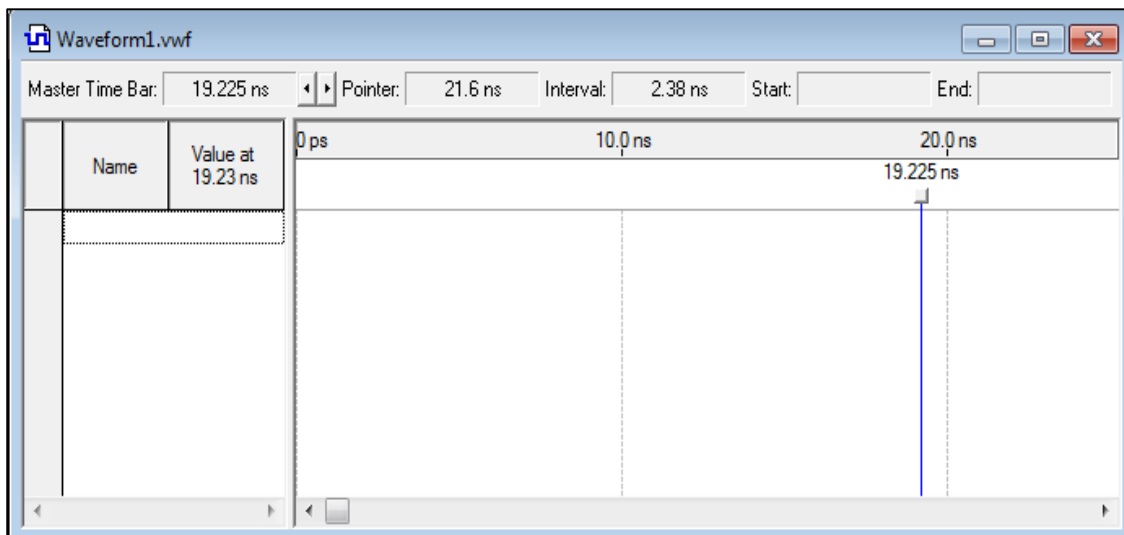 Waveform1.vwf
Master Time Bar: 19.225 ns Pointer: 21.6 ns Interval: 2.38 ns Start: End:
Name
Value at
19.23 ns
0 ps 10.0 ns 20.0 ns
19.225 ns